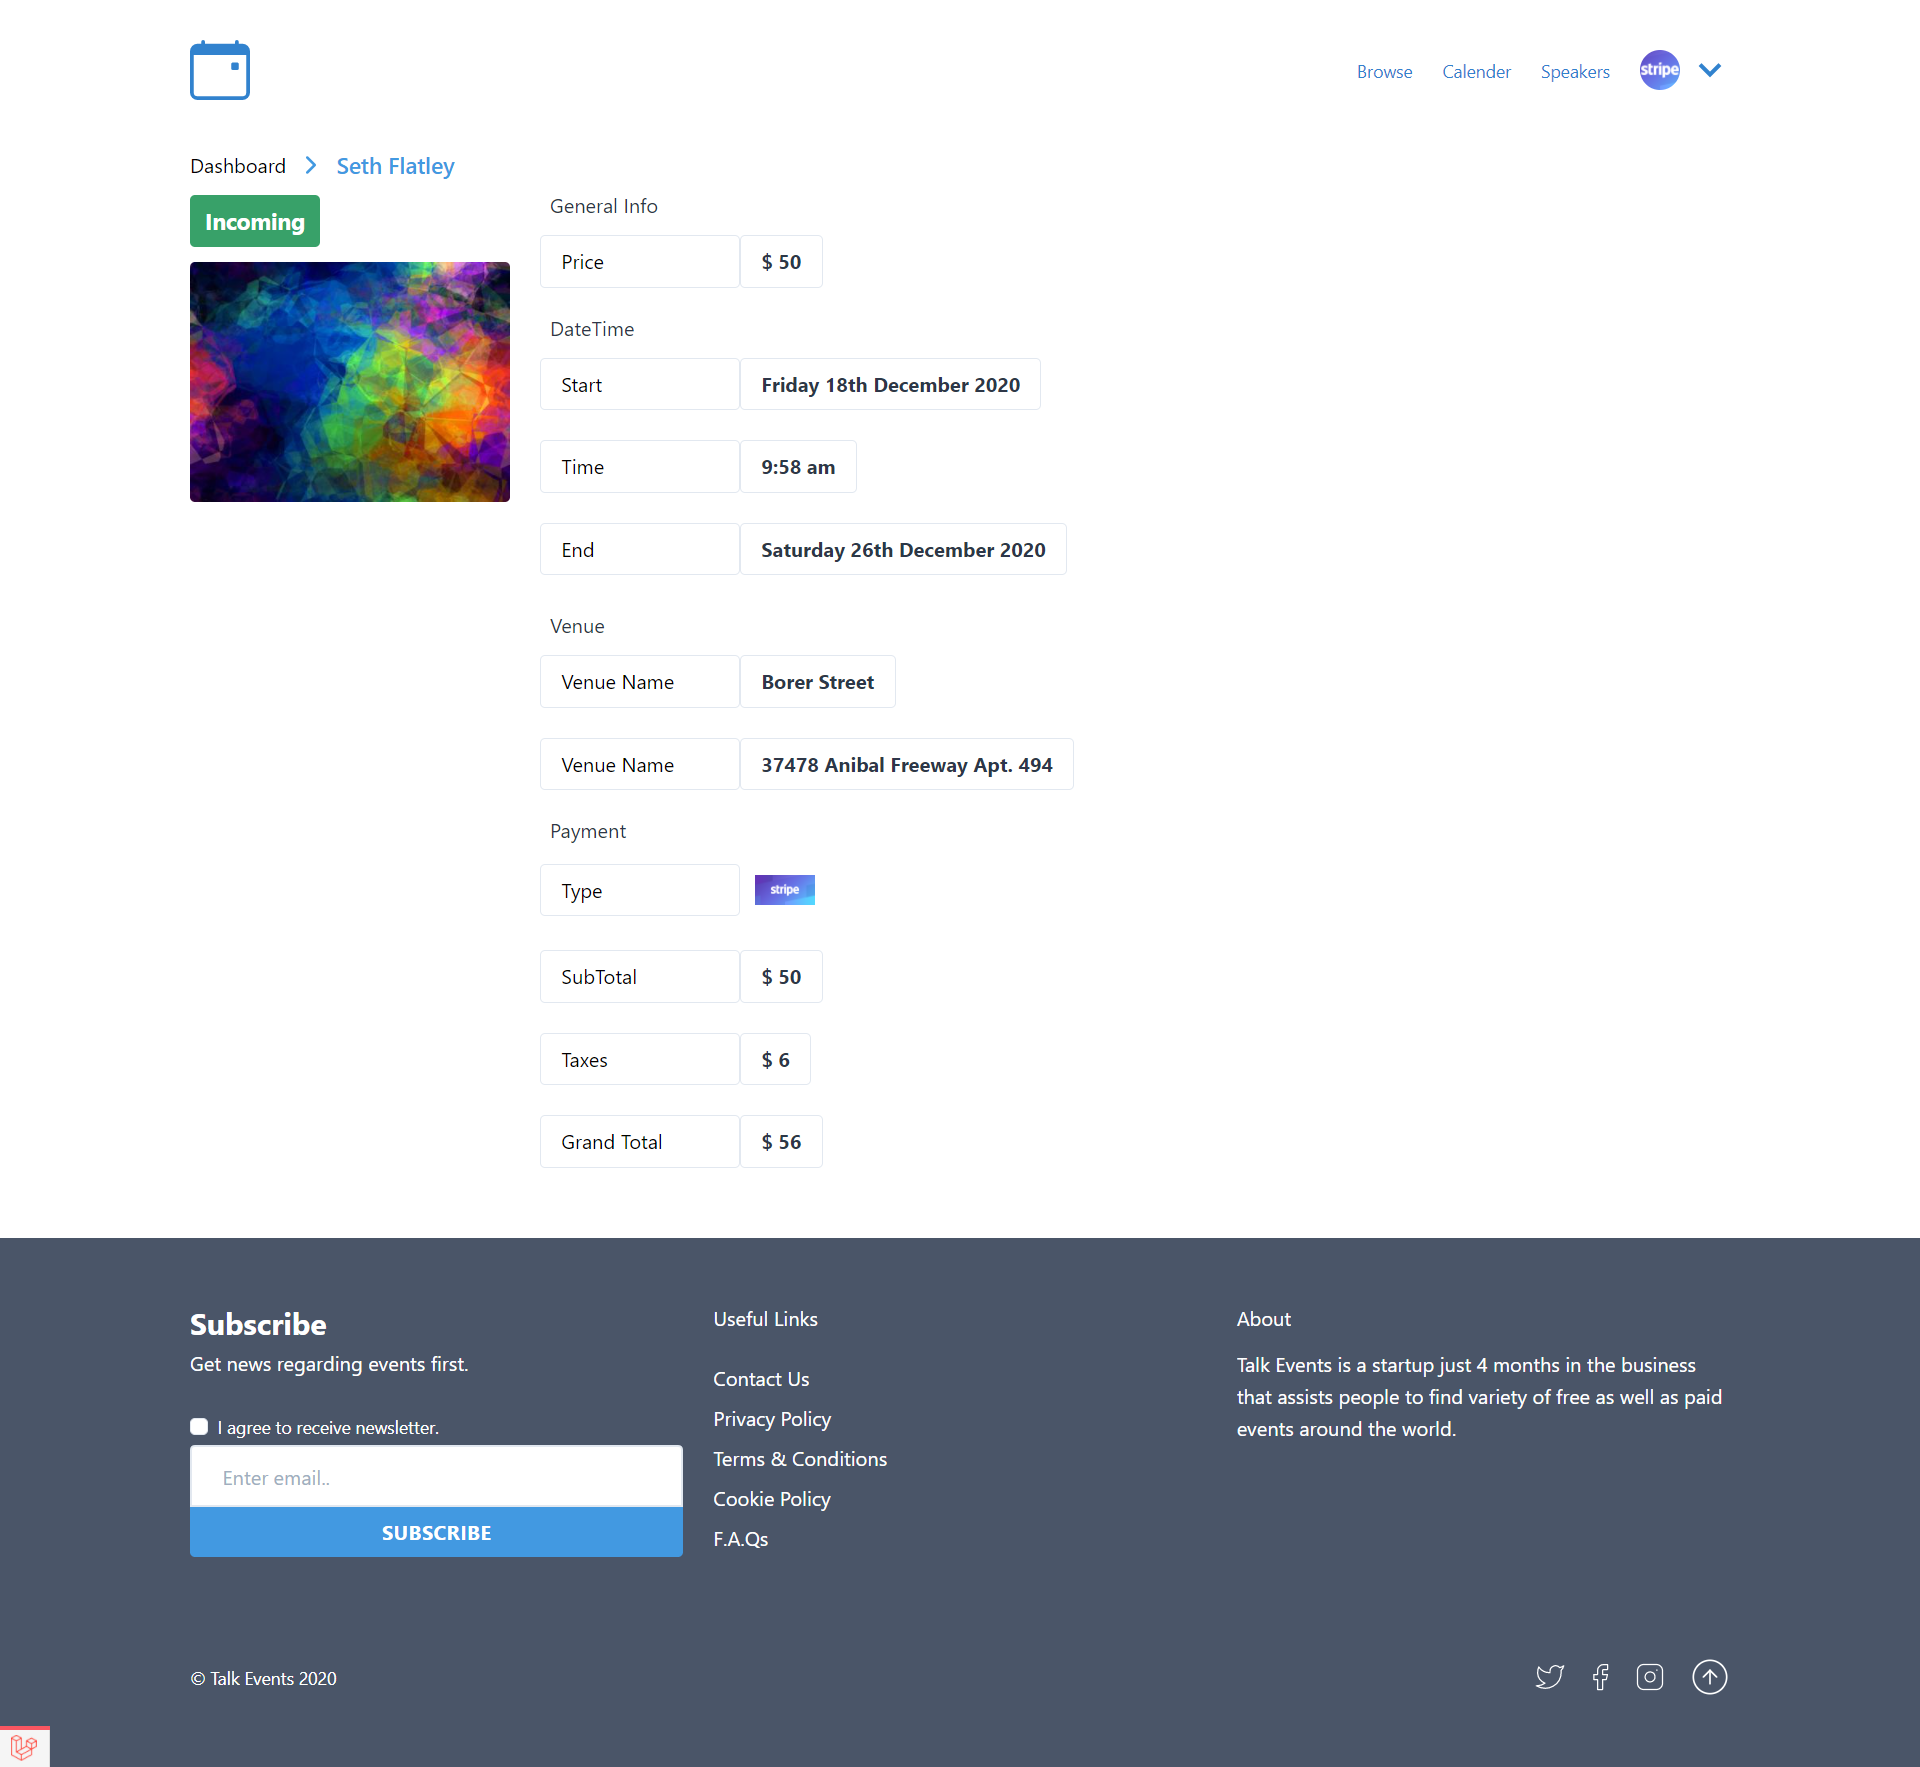 Browse
Calender
Speakers
stripe
Dashboard
Seth Flatley
Incoming
General Info
Price
$ 50
DateTime
Start
Friday 18th December 2020
Time
9:58 am
End
Saturday 26th December 2020
Venue
Venue Name
Borer Street
Venue Name
37478 Anibal Freeway Apt. 494
Payment
Type
stripe
SubTotal
$ 50
Taxes
$ 6
Grand Total
$ 56
Subscribe
Get news regarding events first.
I agree to receive newsletter.
Enter email..
SUBSCRIBE
Useful Links
Contact Us
Privacy Policy
Terms & Conditions
Cookie Policy
F.A.Qs
About
Talk Events is a startup just 4 months in the business
that assists people to find variety of free as well as paid
events around the world.
© Talk Events 2020